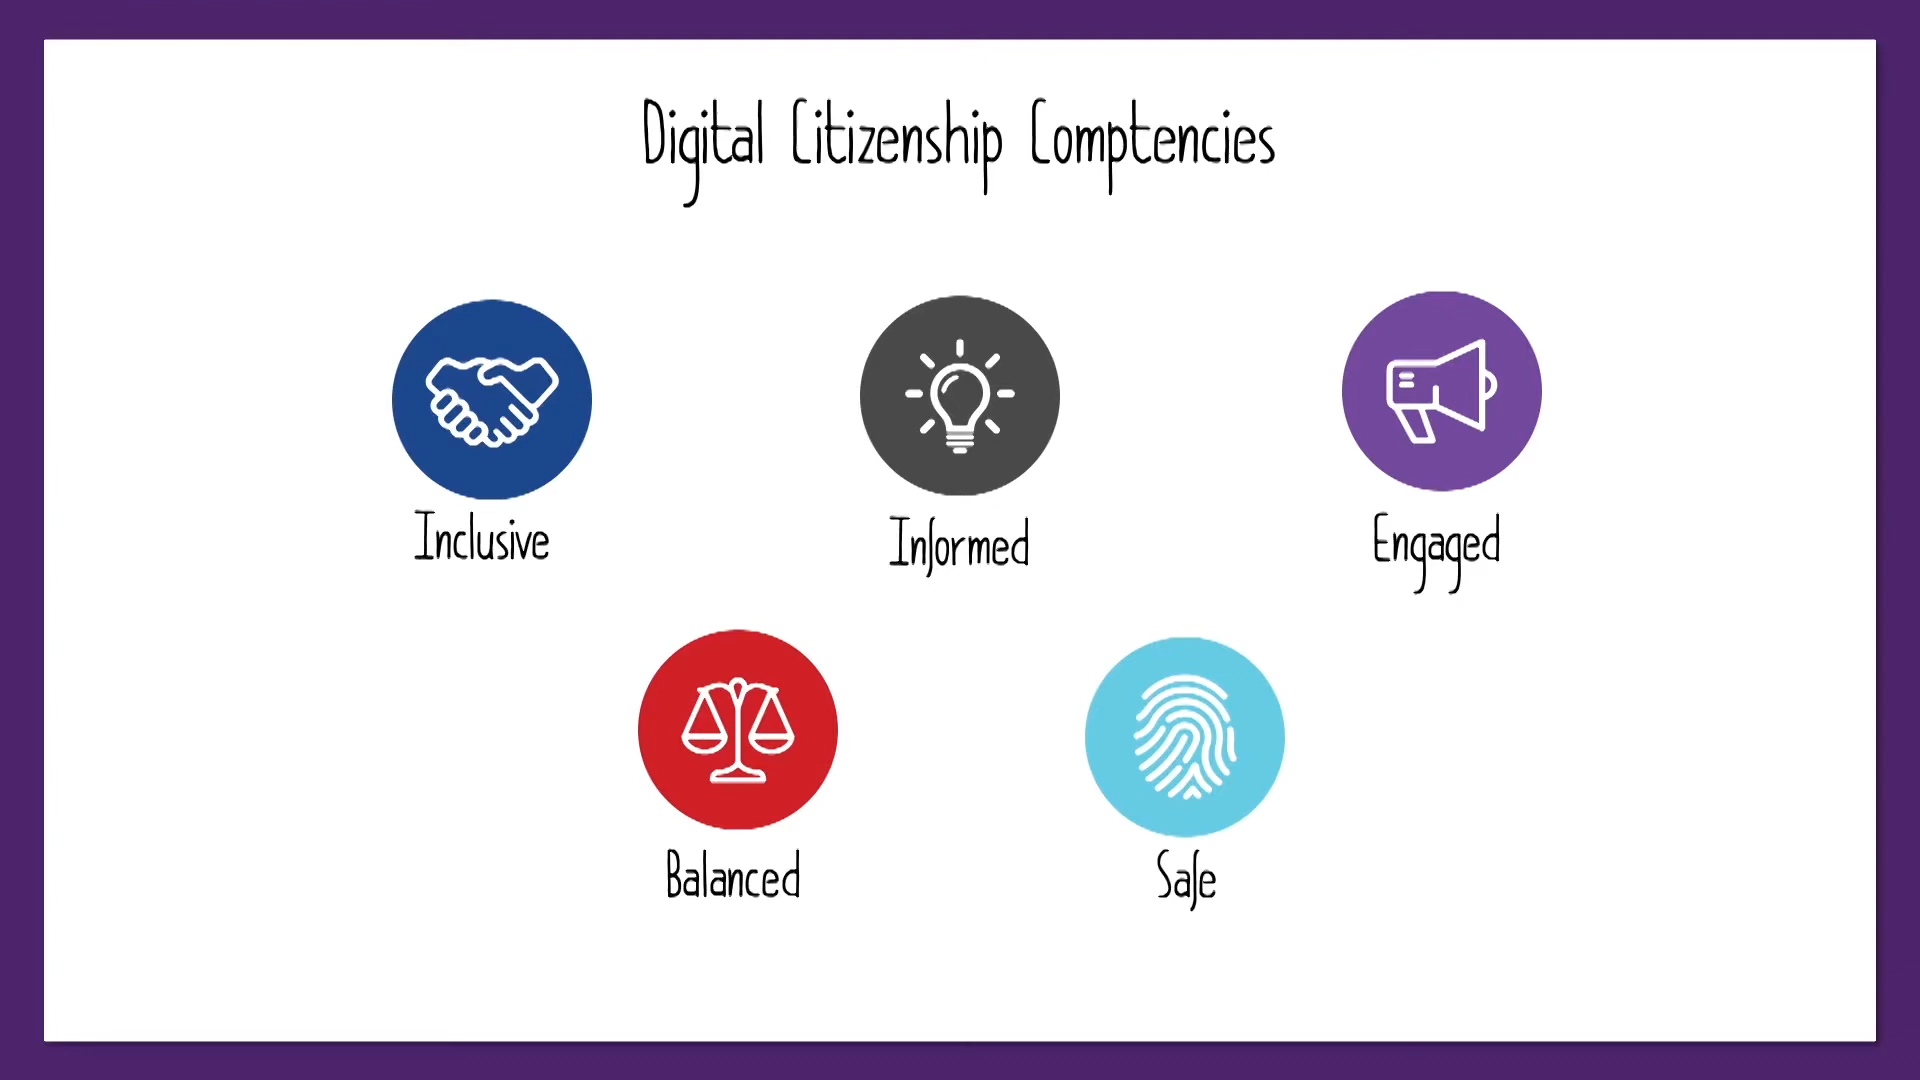 Digital Citizenship Comptencies
Inclusive
Informed
Engaged
Balanced
Safe